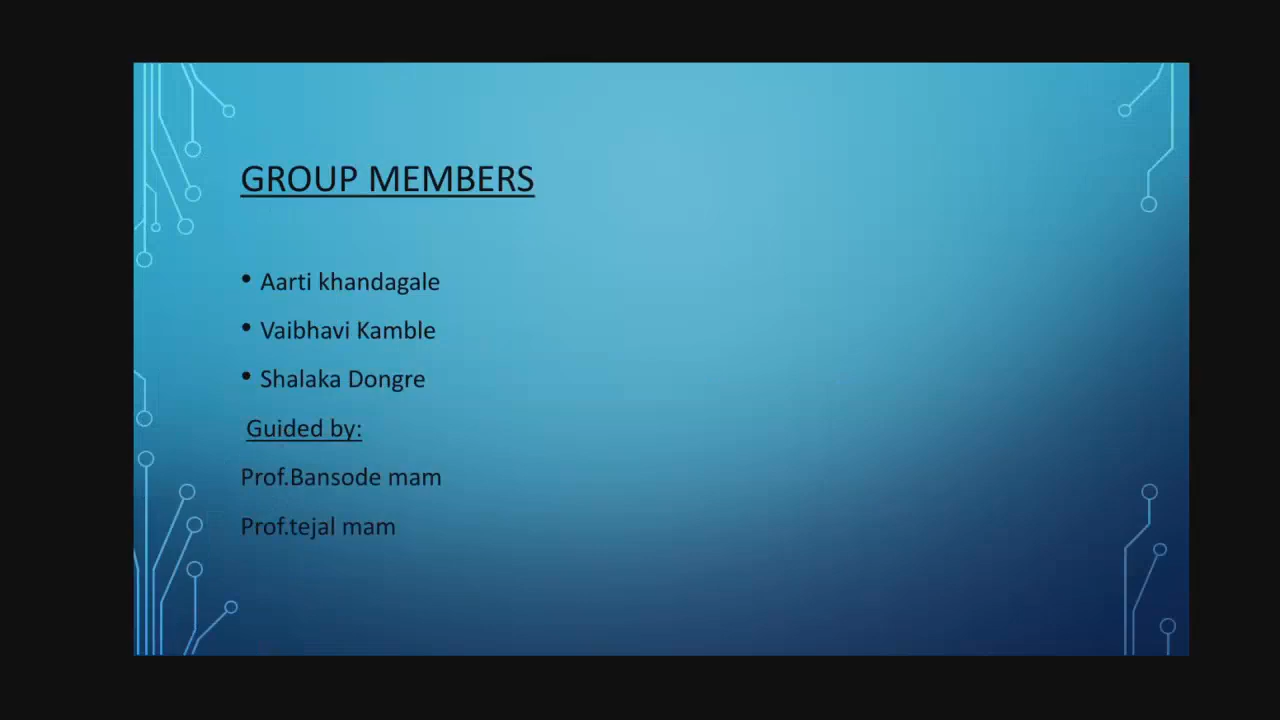 GROUP MEMBERS
• Aarti khandagale
• Vaibhavi Kamble
• Shalaka Dongre
Guided by:
Prof.Bansode mam
Prof.tejal mam